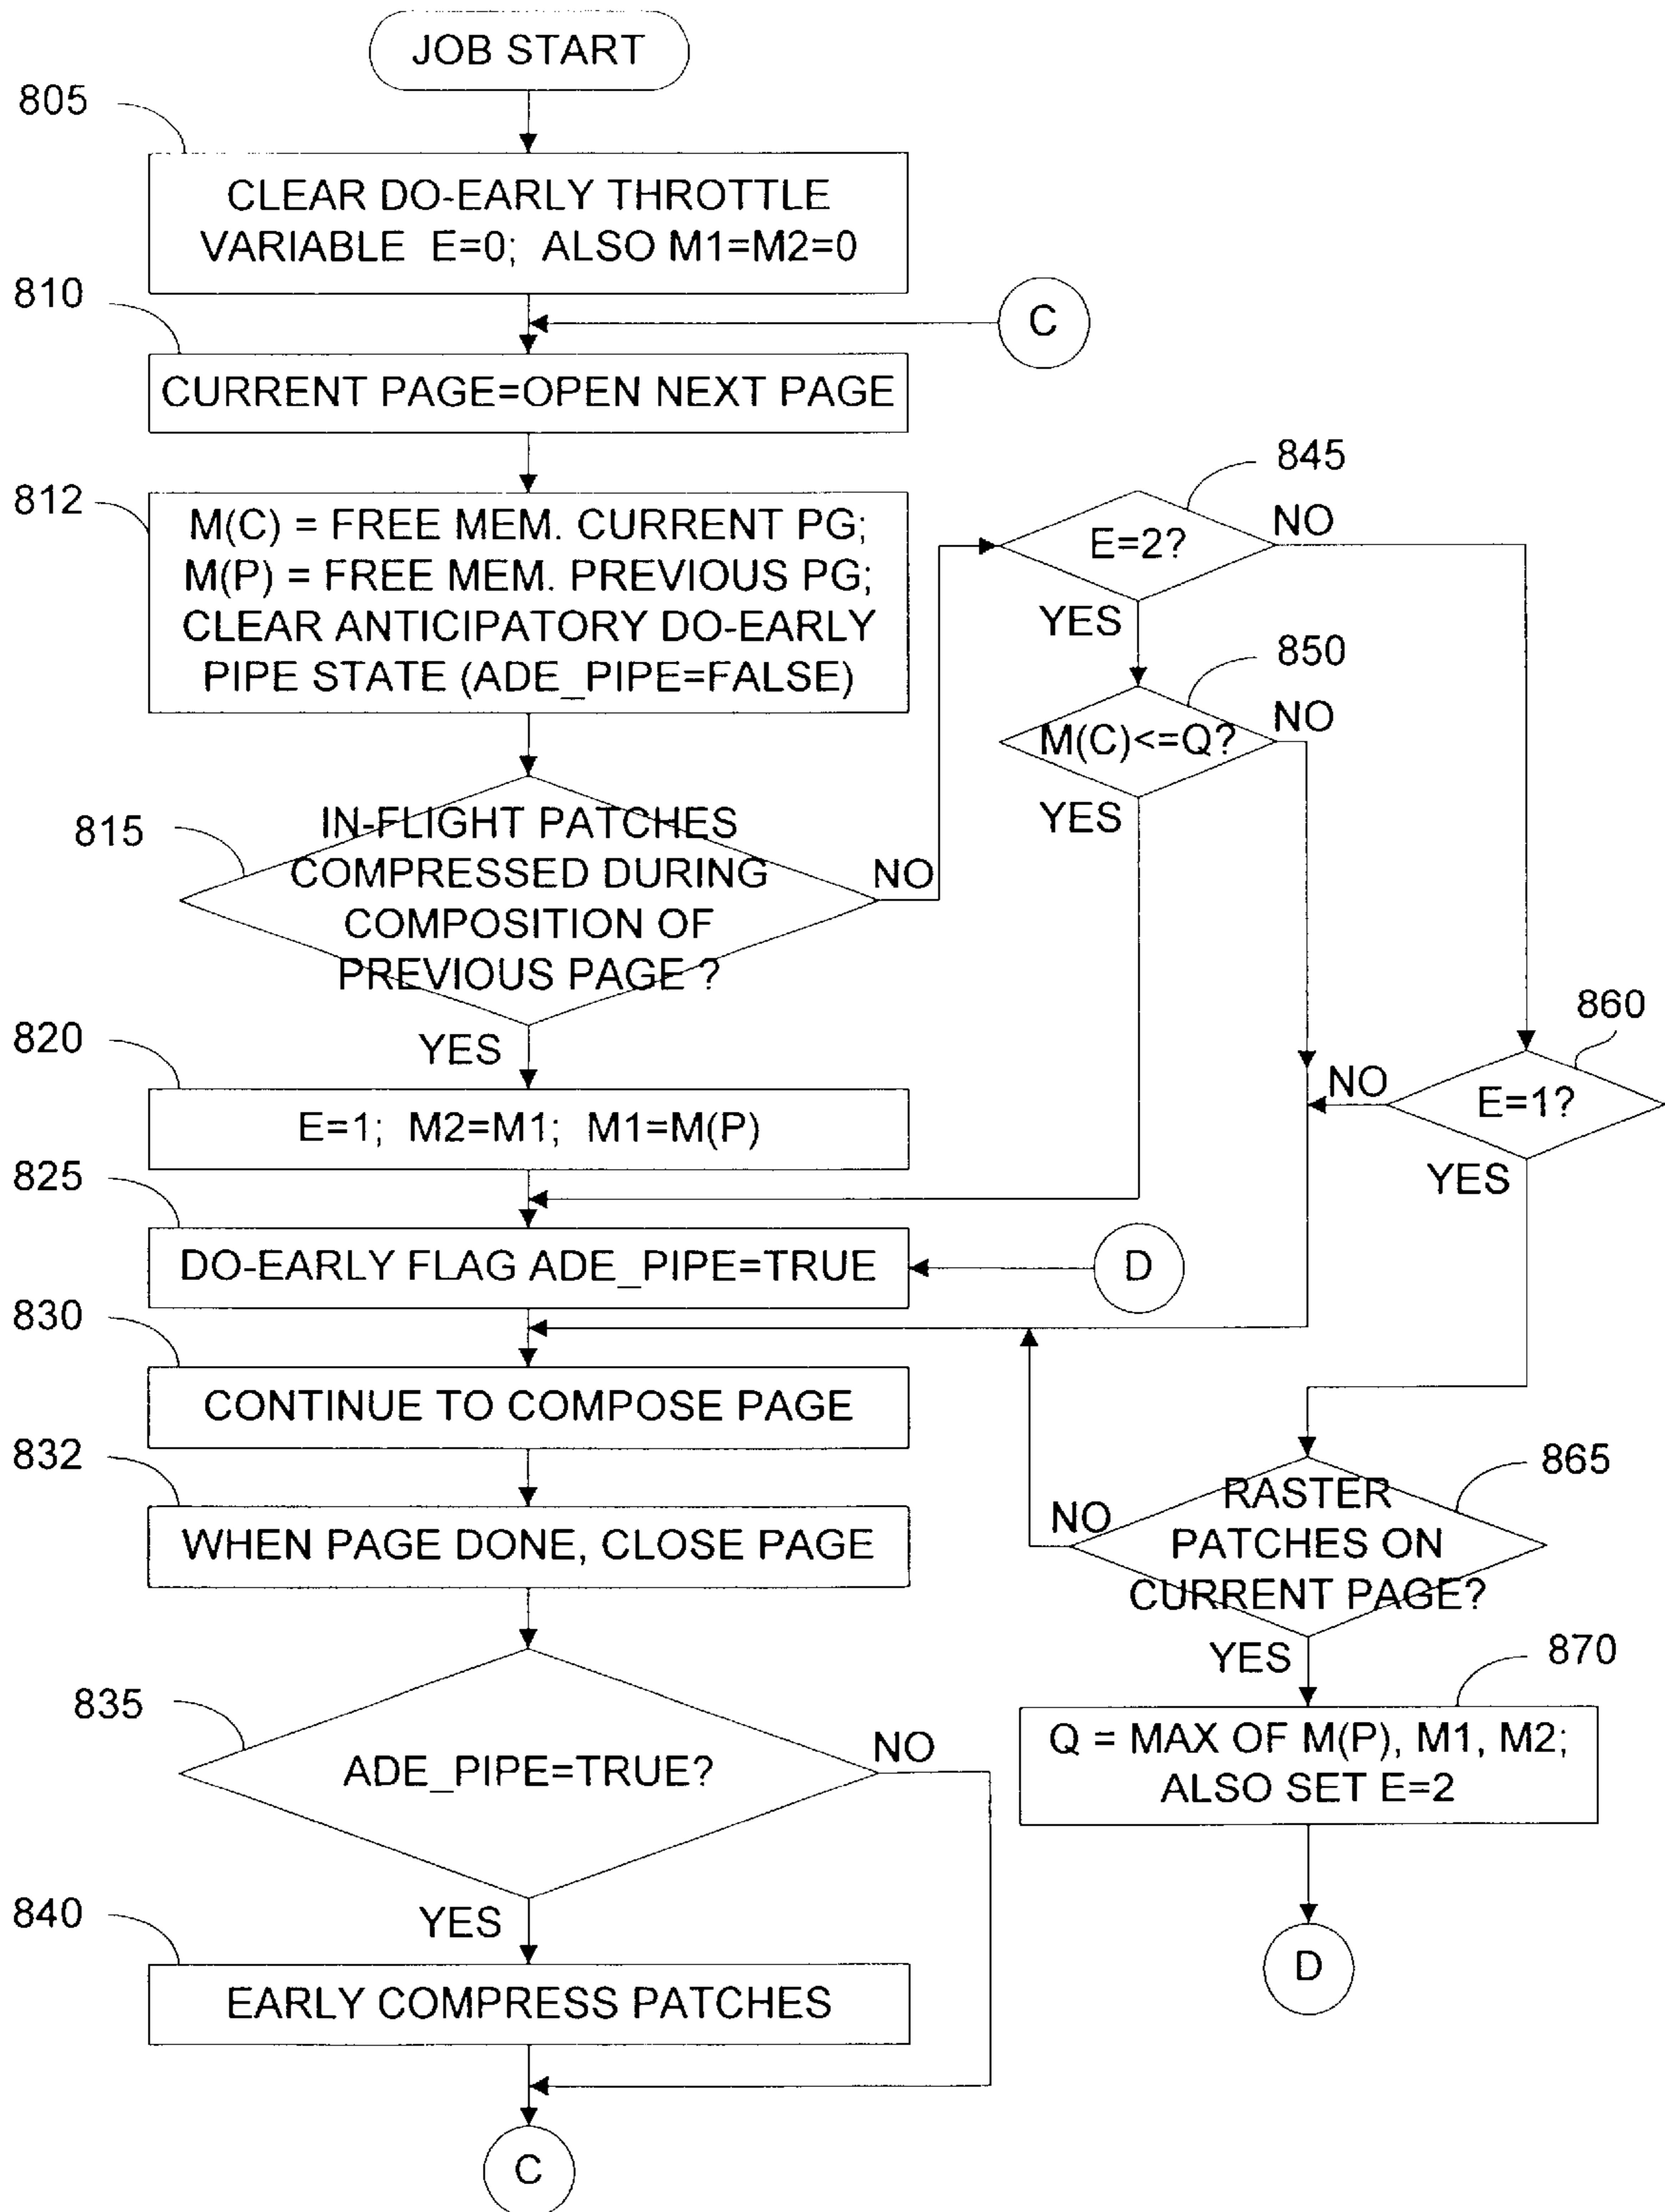 JOB START
805
CLEAR DO-EARLY THROTTLE
VARIABLE E=0; ALSO M1=M2=0
810
C
CURRENT PAGE=OPEN NEXT PAGE
812
M(C) = FREE MEM. CURRENT PG;
M(P) = FREE MEM. PREVIOUS PG;
CLEAR ANTICIPATORY DO-EARLY
PIPE STATE (ADE_PIPE=FALSE)
845
E=2?
NO
YES
850
M(C)<=Q?
NO
YES
815
IN-FLIGHT PATCHES
COMPRESSED DURING
COMPOSITION OF
PREVIOUS PAGE ?
NO
YES
820
E=1; M2=M1; M1=M(P)
860
E=1?
NO
YES
825
DO-EARLY FLAG ADE_PIPE=TRUE
D
830
CONTINUE TO COMPOSE PAGE
832
WHEN PAGE DONE, CLOSE PAGE
865
RASTER
PATCHES ON
CURRENT PAGE?
NO
YES
870
Q = MAX OF M(P), M1, M2;
ALSO SET E=2
D
835
ADE_PIPE=TRUE?
NO
YES
840
EARLY COMPRESS PATCHES
C